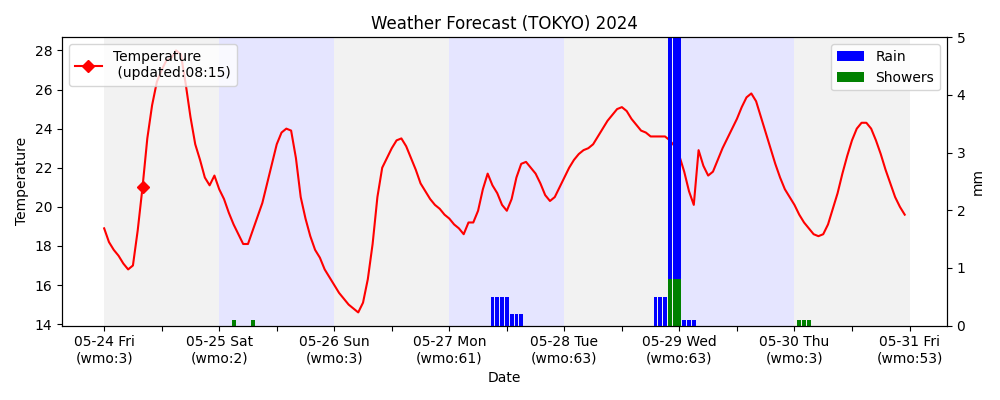 Weather Forecast (TOKYO) 2024
Temperature
(updated:08:15)
Rain
Showers
Temperature
28
26
24
22
20
18
16
14
5
4
3
2
1
0
mm
05-24 Fri
(wmo:3)
05-25 Sat
(wmo:2)
05-26 Sun
(wmo:3)
05-27 Mon
(wmo:61)
05-28 Tue
(wmo:63)
05-29 Wed
(wmo:63)
05-30 Thu
(wmo:3)
05-31 Fri
(wmo:53)
Date